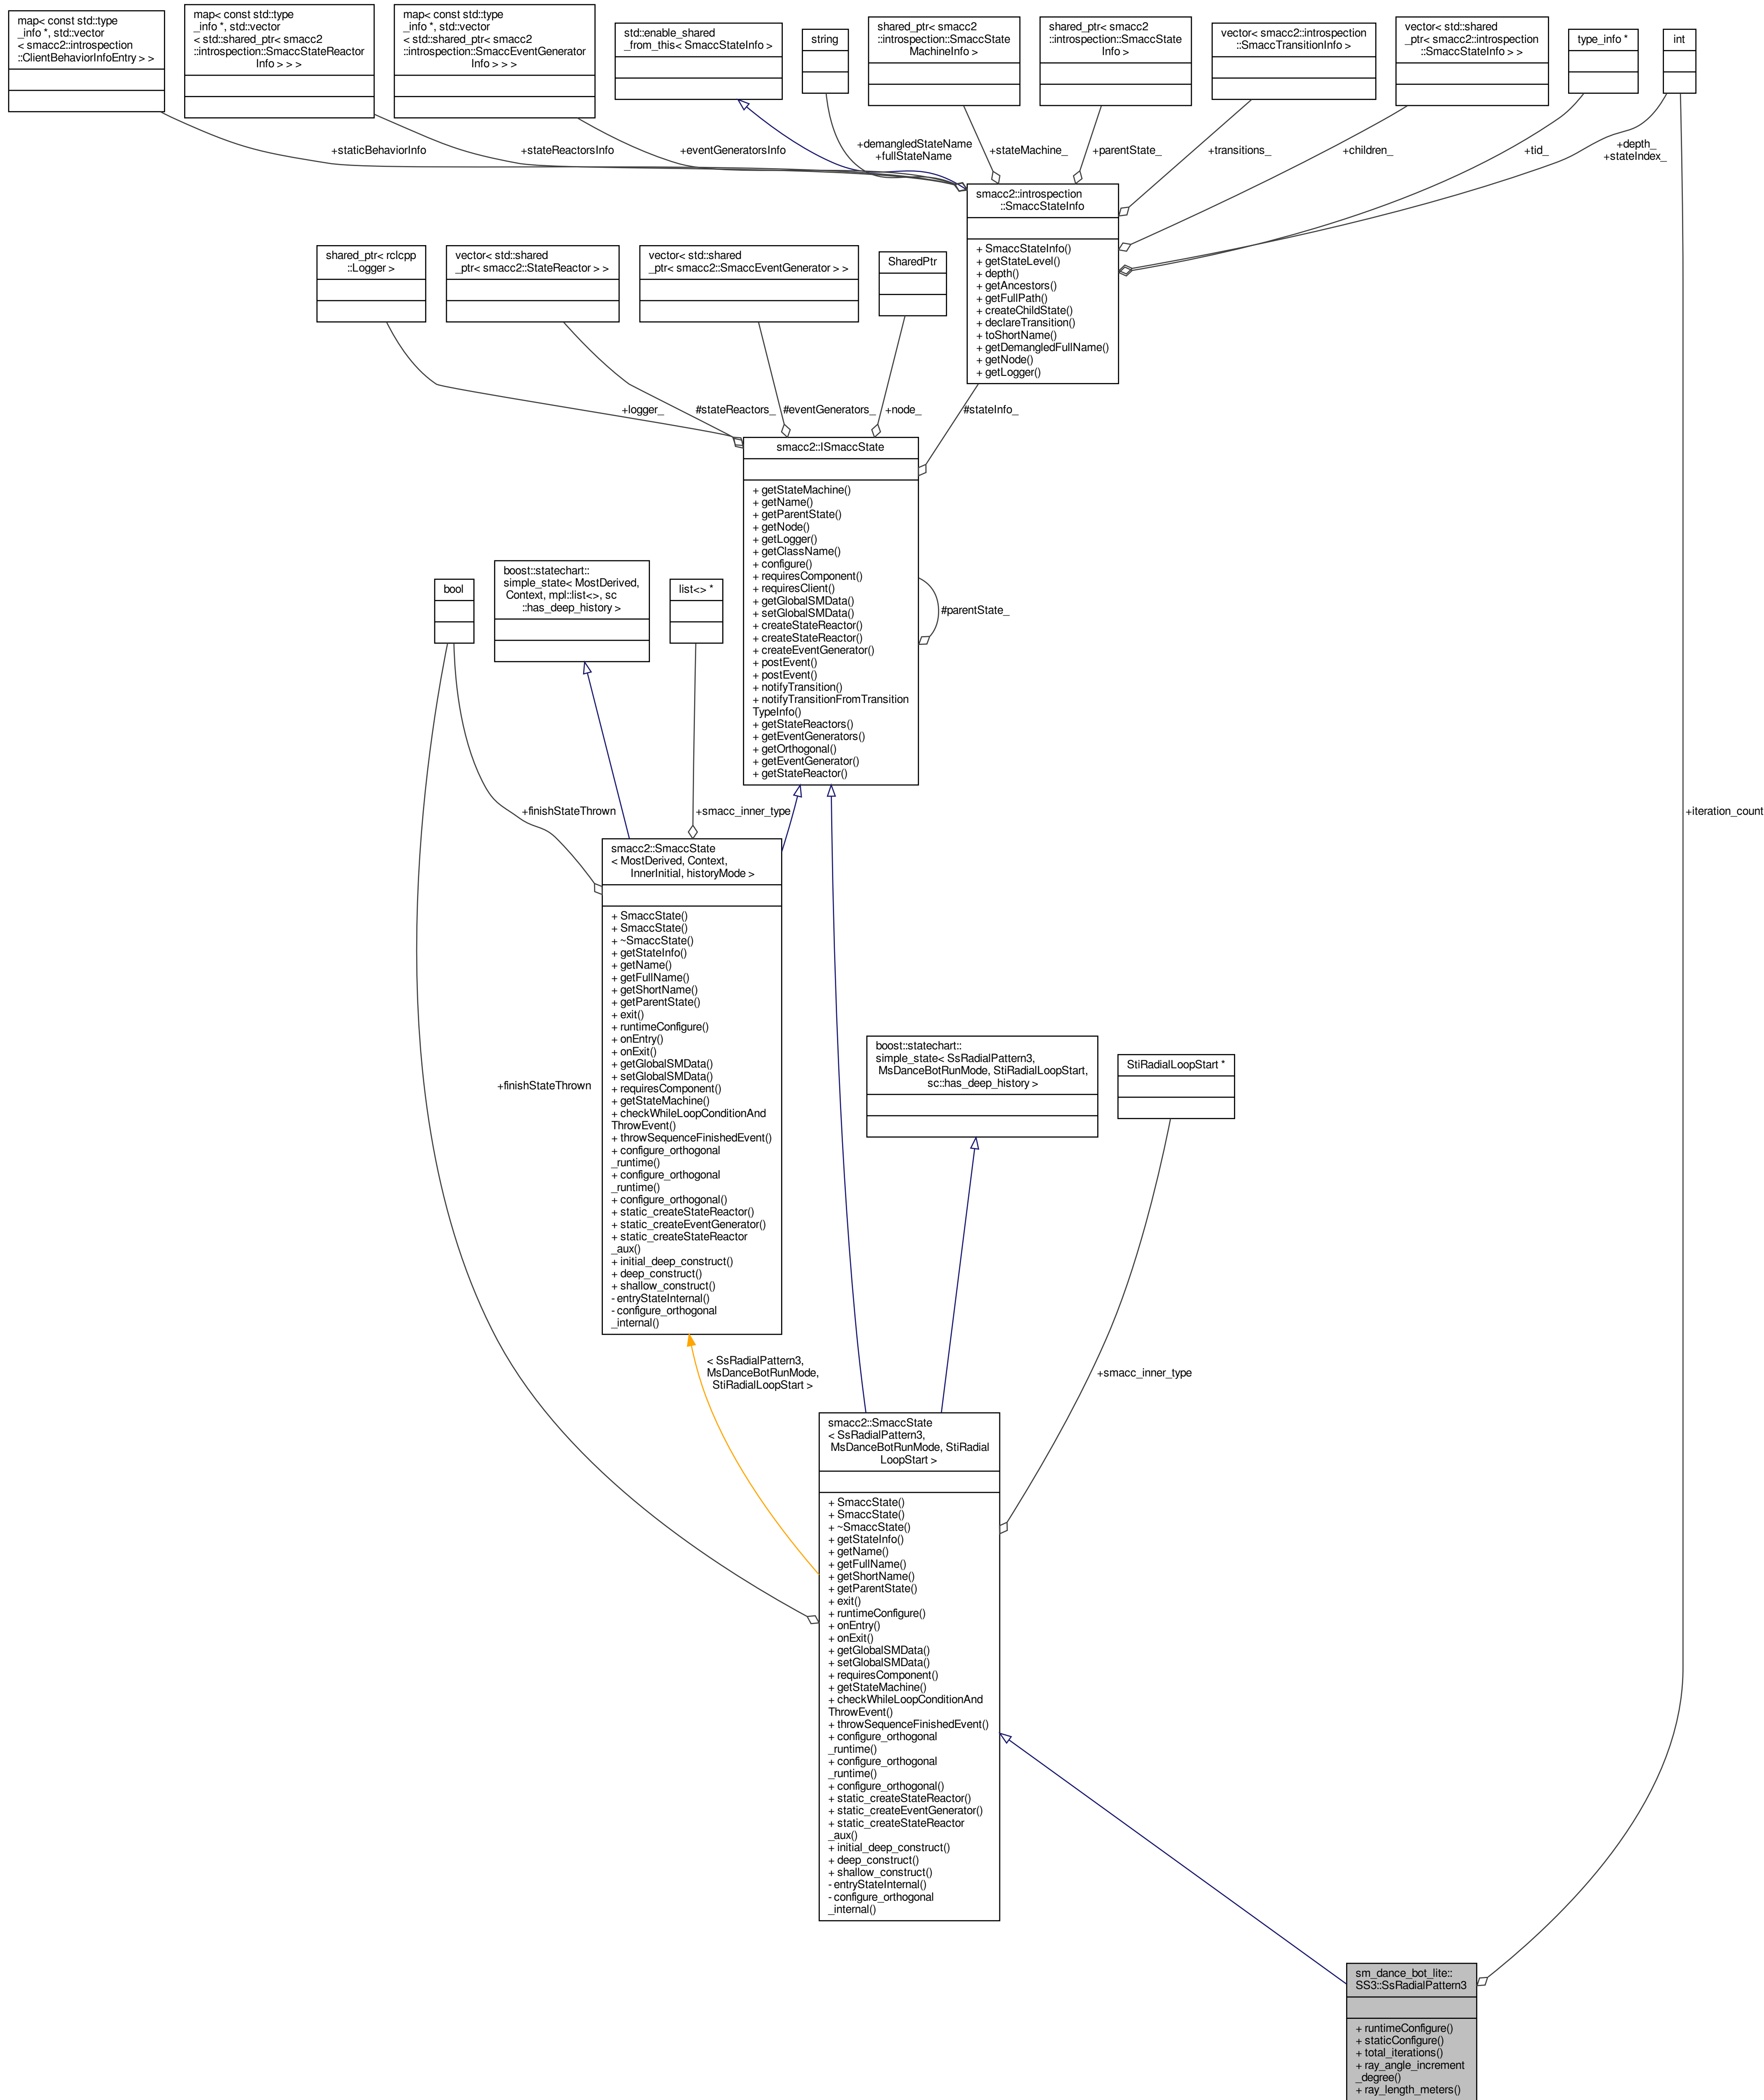 map< const std::type
_info *, std::vector
< smacc2::introspection
::ClientBehaviorInfoEntry > >
map< const std::type
_info *, std::vector
< std::shared_ptr< smacc2
::introspection::SmaccStateReactor
Info > > >
map< const std::type
_info *, std::vector
< std::shared_ptr< smacc2
::introspection::SmaccEventGenerator
Info > > >
std::enable_shared
_from_this< SmaccStateInfo >
string
shared_ptr< smacc2
::introspection::SmaccState
MachineInfo >
shared_ptr< smacc2
::introspection::SmaccState
Info >
vector< smacc2::introspection
::SmaccTransitionInfo >
vector< std::shared
_ptr< smacc2::introspection
::SmaccStateInfo > >
type_info *
int
+staticBehaviorInfo
+stateReactorsInfo
+eventGeneratorsInfo
+demangledStateName
+fullStateName
+stateMachine_
+parentState_
+transitions_
+children_
+tid_
+depth_
+stateIndex_
smacc2::introspection
::SmaccStateInfo
+ SmaccStateInfo()
+ getStateLevel()
+ depth()
+ getAncestors()
+ getFullPath()
+ createChildState()
+ declareTransition()
+ toShortName()
+ getDemangledFullName()
+ getNode()
+ getLogger()
shared_ptr< rclcpp
::Logger >
vector< std::shared
_ptr< smacc2::StateReactor > >
vector< std::shared
_ptr< smacc2::SmaccEventGenerator > >
SharedPtr
+logger_
#stateReactors_
#eventGenerators_
+node_
#stateInfo_
smacc2::ISmaccState
+ getStateMachine()
+ getName()
+ getParentState()
+ getNode()
+ getLogger()
+ getClassName()
+ configure()
+ requiresComponent()
+ requiresClient()
+ getGlobalSMData()
+ setGlobalSMData()
+ createStateReactor()
+ createStateReactor()
+ createEventGenerator()
+ postEvent()
+ postEvent()
+ notifyTransition()
+ notifyTransitionFromTransition
TypeInfo()
+ getStateReactors()
+ getEventGenerators()
+ getOrthogonal()
+ getEventGenerator()
+ getStateReactor()
#parentState_
bool
boost::statechart::
simple_state< MostDerived,
Context, mpl::list<>, sc
::has_deep_history >
list<> *
+finishStateThrown
+smacc_inner_type
+iteration_count
smacc2::SmaccState
< MostDerived, Context,
InnerInitial, historyMode >
+ SmaccState()
+ SmaccState()
+ ~SmaccState()
+ getStateInfo()
+ getName()
+ getFullName()
+ getShortName()
+ getParentState()
+ exit()
+ runtimeConfigure()
+ onEntry()
+ onExit()
+ getGlobalSMData()
+ setGlobalSMData()
+ requiresComponent()
+ getStateMachine()
+ checkWhileLoopConditionAnd
ThrowEvent()
+ throwSequenceFinishedEvent()
+ configure_orthogonal
_runtime()
+ configure_orthogonal
_runtime()
+ configure_orthogonal()
+ static_createStateReactor()
+ static_createEventGenerator()
+ static_createStateReactor
_aux()
+ initial_deep_construct()
+ deep_construct()
+ shallow_construct()
- entryStateInternal()
- configure_orthogonal
_internal()
+finishStateThrown
boost::statechart::
simple_state< SsRadialPattern3,
MsDanceBotRunMode, StiRadialLoopStart,
sc::has_deep_history >
StiRadialLoopStart *
< SsRadialPattern3,
MsDanceBotRunMode,
StiRadialLoopStart >
+smacc_inner_type
smacc2::SmaccState
< SsRadialPattern3,
MsDanceBotRunMode, StiRadial
LoopStart >
+ SmaccState()
+ SmaccState()
+ ~SmaccState()
+ getStateInfo()
+ getName()
+ getFullName()
+ getShortName()
+ getParentState()
+ exit()
+ runtimeConfigure()
+ onEntry()
+ onExit()
+ getGlobalSMData()
+ setGlobalSMData()
+ requiresComponent()
+ getStateMachine()
+ checkWhileLoopConditionAnd
ThrowEvent()
+ throwSequenceFinishedEvent()
+ configure_orthogonal
_runtime()
+ configure_orthogonal
_runtime()
+ configure_orthogonal()
+ static_createStateReactor()
+ static_createEventGenerator()
+ static_createStateReactor
_aux()
+ initial_deep_construct()
+ deep_construct()
+ shallow_construct()
- entryStateInternal()
- configure_orthogonal
_internal()
sm_dance_bot_lite::
SS3::SsRadialPattern3
+ runtimeConfigure()
+ staticConfigure()
+ total_iterations()
+ ray_angle_increment
_degree()
+ ray_length_meters()